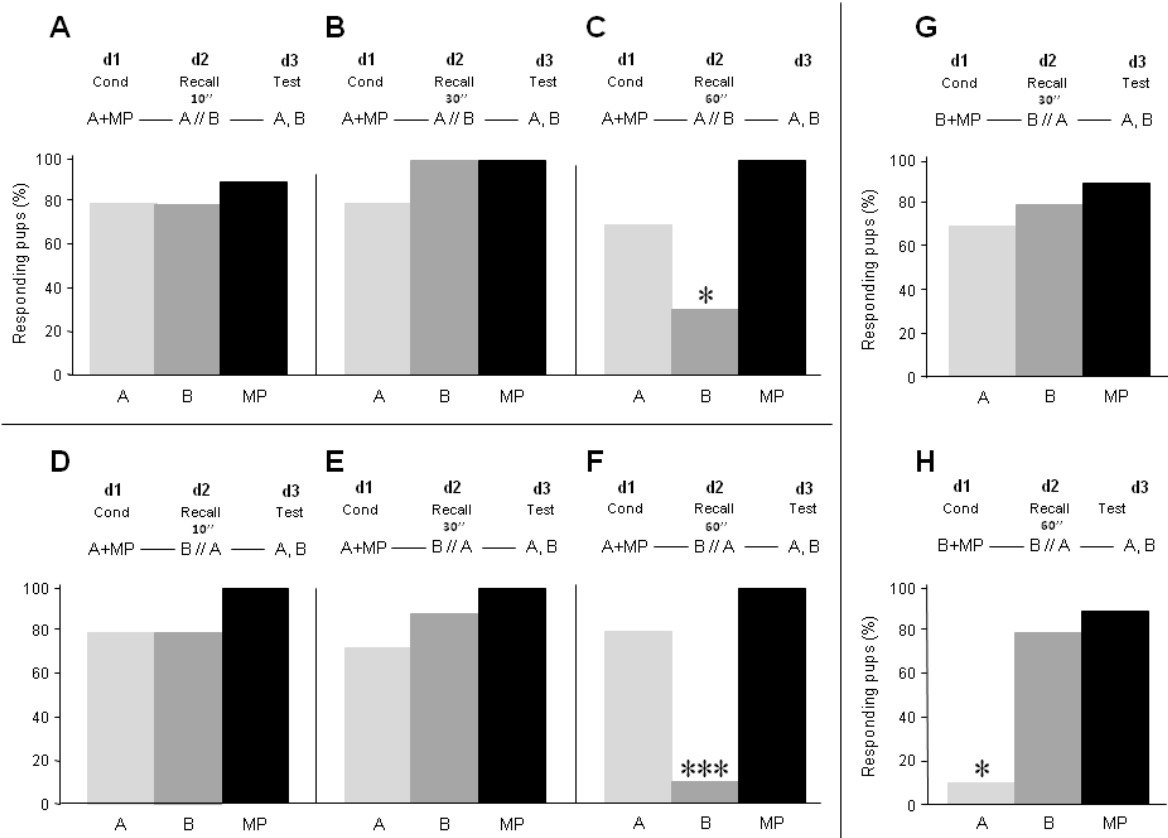 A
d1 d2 d3
Cond Recall Test
10′′
A+MP — A // B — A, B
Responding pups (%)
100
80
60
40
20
0
A B MP
B
d1 d2 d3
Cond Recall Test
30′′
A+MP — A // B — A, B
A B MP
C
d1 d2 d3
Cond Recall
60′′
A+MP — A // B — A, B
*
A B MP
G
d1 d2 d3
Cond Recall Test
30′′
B+MP — B // A — A, B
Responding pups (%)
100
80
60
40
20
0
A B MP
D
d1 d2 d3
Cond Recall Test
10′′
A+MP — B // A — A, B
Responding pups (%)
100
80
60
40
20
0
A B MP
E
d1 d2 d3
Cond Recall Test
30′′
A+MP — B // A — A, B
A B MP
F
d1 d2 d3
Cond Recall Test
60′′
A+MP — B // A — A, B
***
A B MP
H
d1 d2 d3
Cond Recall Test
60′′
B+MP — B // A — A, B
Responding pups (%)
100
80
60
40
20
0
*
A B MP